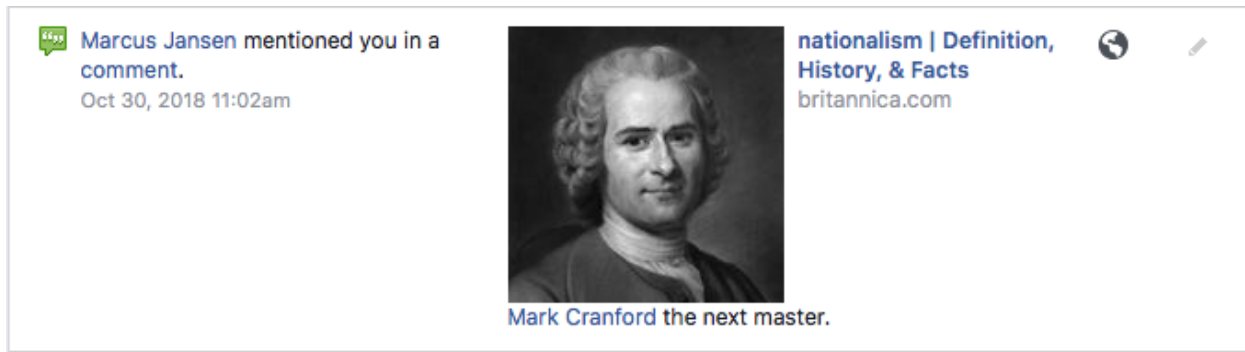 Marcus Jansen mentioned you in a
comment.
Oct 30, 2018 11:02am
nationalism | Definition,
History, & Facts
britannica.com
Mark Cranford the next master.